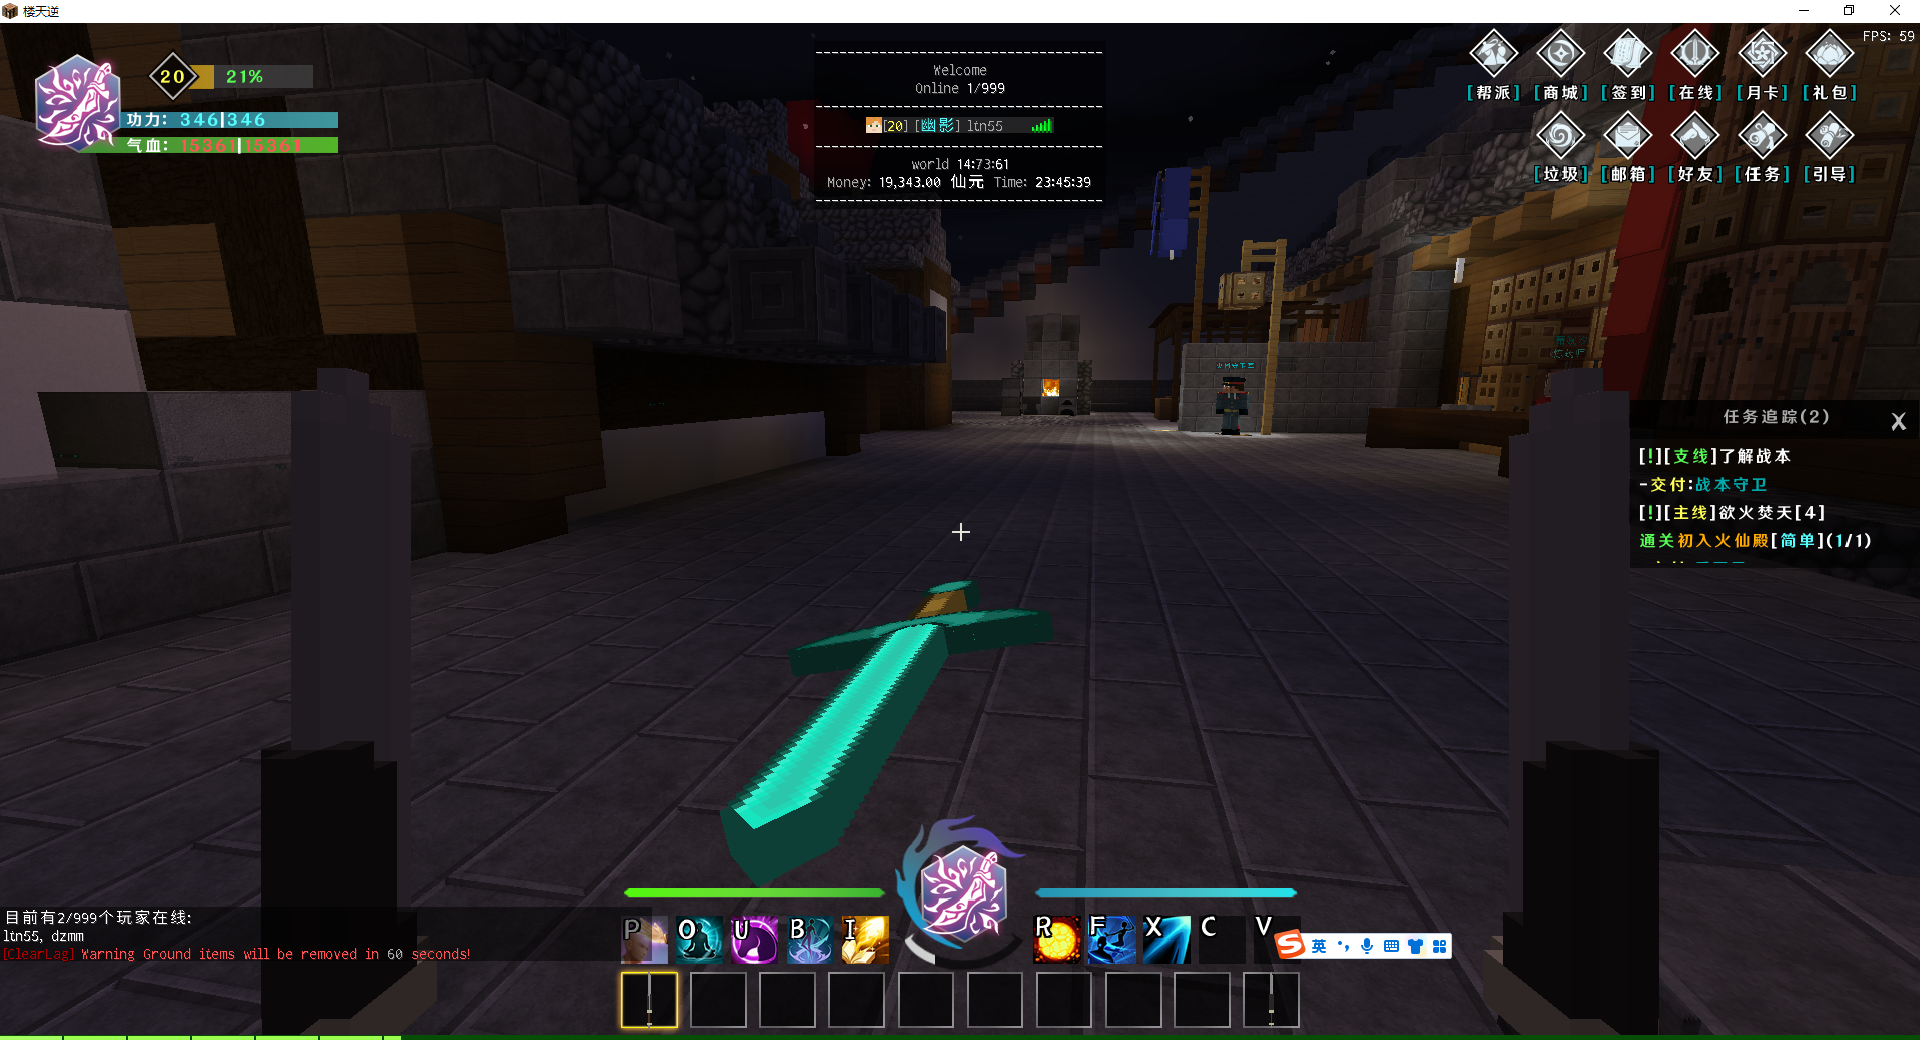 楼天逆
FPS: 59
20
21%
功力: 346|346
气血: 15361|15361
Welcome
Online 1/999
[20] [幽影] ltn55
world 14:73:61
Money: 19,343.00 仙元 Time: 23:45:39
[帮派] [商城] [签到] [在线] [月卡] [礼包]
[垃圾] [邮箱] [好友] [任务] [引导]
任务追踪(2)
X
[!][支线]了解战本
-交付:战本守卫
[!][主线]欲火焚天[4]
通关初入火仙殿[简单](1/1)
目前有2/999个玩家在线:
ltn55, dzmm
[ClearLag] Warning Ground items will be removed in 60 seconds!
P O U B I
R F X C V
英